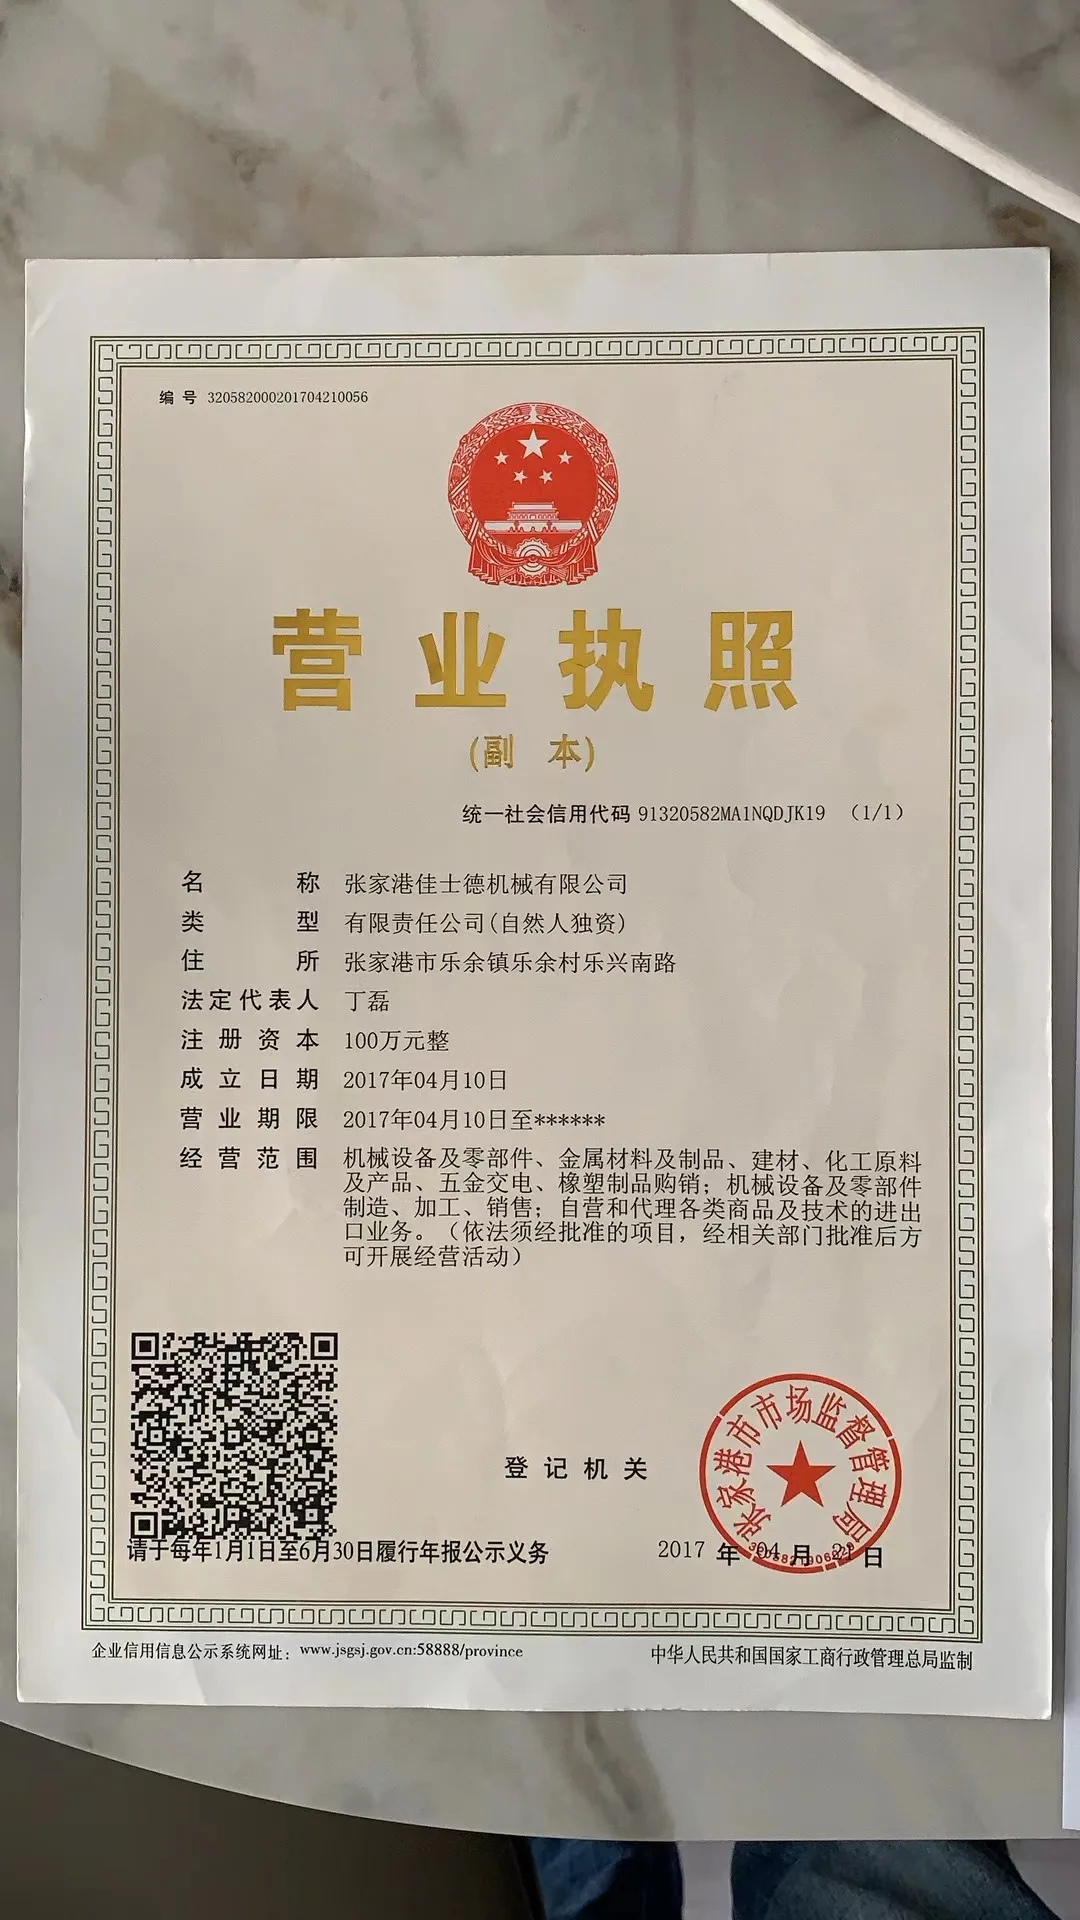 编 号 320582000201704210056
营业执照
(副 本)
统一社会信用代码 91320582MA1NQDJK19 （1/1）
名 称 张家港佳士德机械有限公司
类 型 有限责任公司(自然人独资)
住 所 张家港市乐余镇乐余村乐兴南路
法定代表人 丁磊
注册资本 100万元整
成立日期 2017年04月10日
营业期限 2017年04月10日至******
经营范围 机械设备及零部件、金属材料及制品、建材、化工原料
及产品、五金交电、橡塑制品购销；机械设备及零部件
制造、加工、销售；自营和代理各类商品及技术的进出
口业务。（依法须经批准的项目，经相关部门批准后方
可开展经营活动）
登记机关
张家港市市场监督管理局
请于每年1月1日至6月30日履行年报公示义务
2017 年 04 月 21 日
企业信用信息公示系统网址：www.jsgsj.gov.cn:58888/province
中华人民共和国国家工商行政管理总局监制